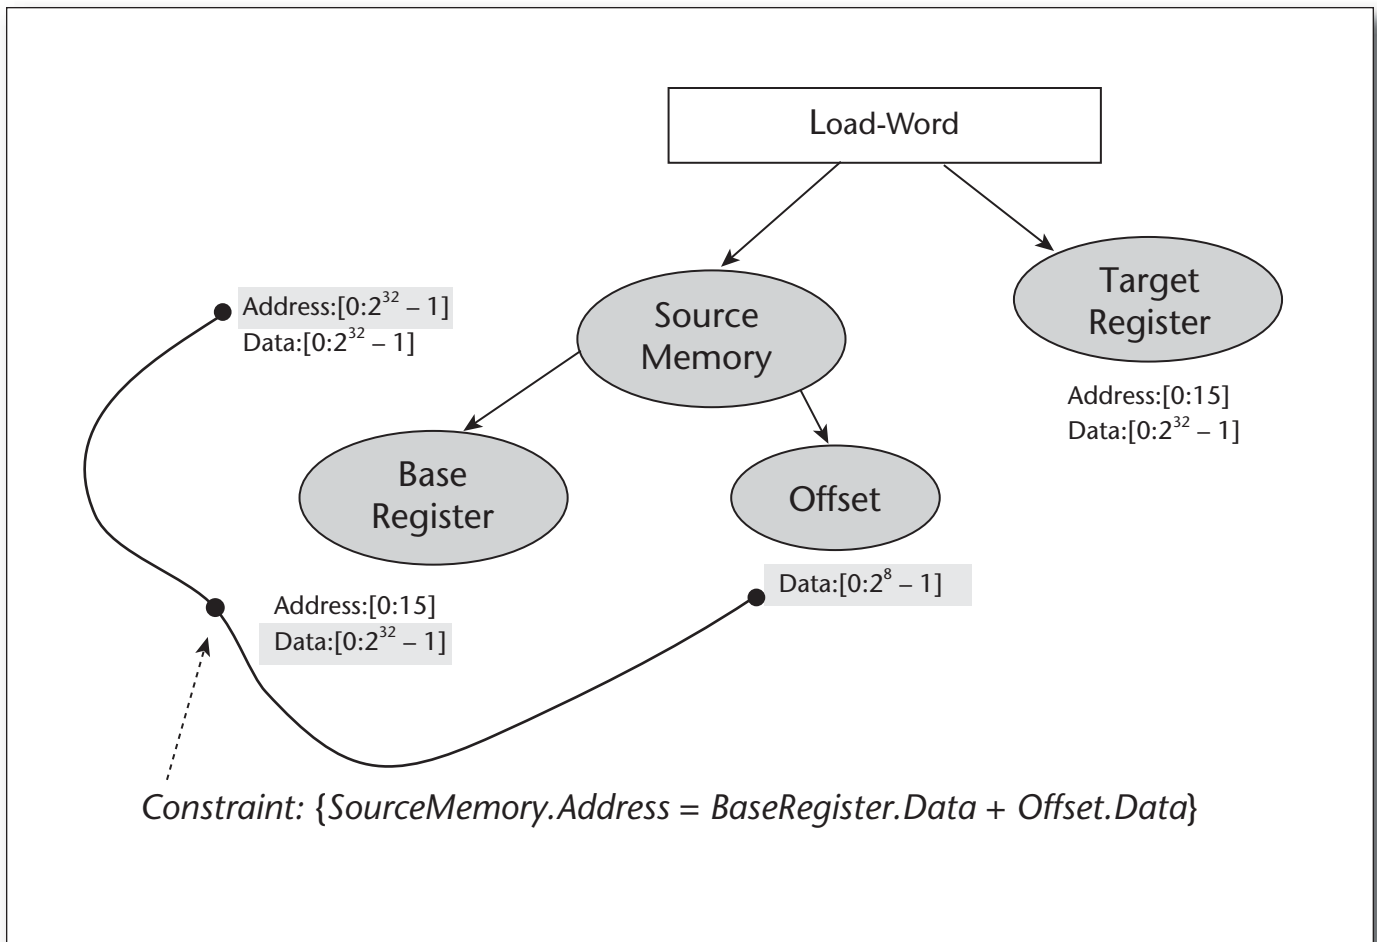 Load-Word
Target
Register
Address:[0:15]
Data:[0:2³² – 1]
Source
Memory
Address:[0:2³² – 1]
Data:[0:2³² – 1]
Base
Register
Address:[0:15]
Data:[0:2³² – 1]
Offset
Data:[0:2⁸ – 1]
Constraint: {SourceMemory.Address = BaseRegister.Data + Offset.Data}